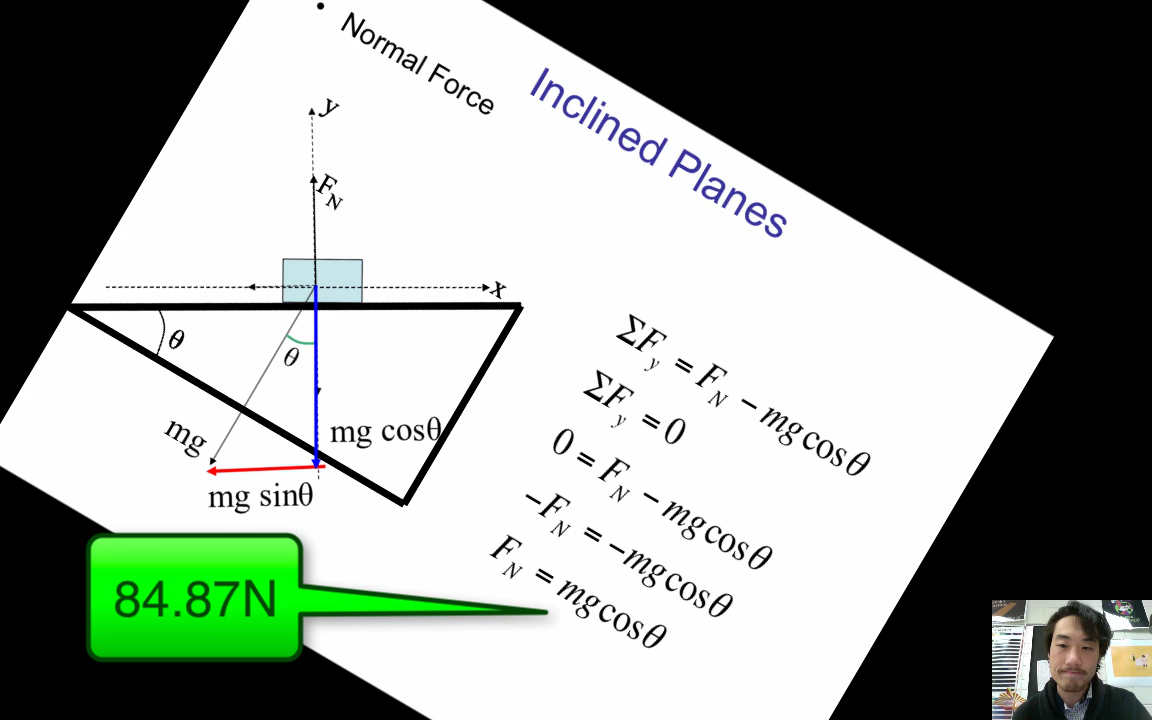 Inclined Planes
• Normal Force
y
F_N
x
θ
θ
mg
mg cosθ
mg sinθ
ΣF_y = F_N − mg cosθ
ΣF_y = 0
0 = F_N − mg cosθ
−F_N = −mg cosθ
F_N = mg cosθ
84.87N